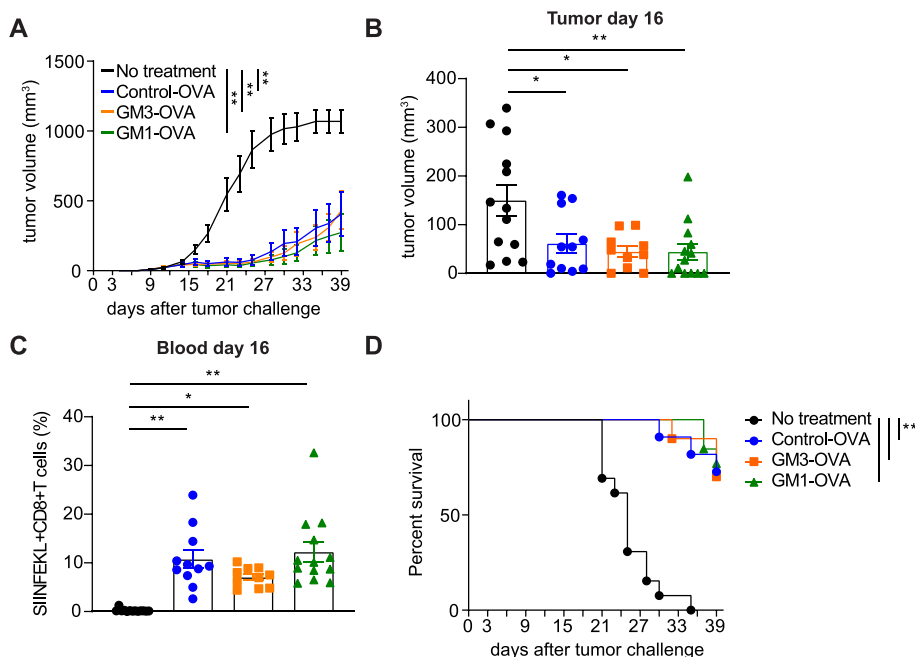 A
1500
1000
500
0
tumor volume (mm³)
No treatment
Control-OVA
GM3-OVA
GM1-OVA
**
**
**
0 3 9 15 21 27 33 39
days after tumor challenge
B
Tumor day 16
**
*
*
400
300
200
100
0
tumor volume (mm³)
C
Blood day 16
**
*
**
40
30
20
10
0
SIINFEKL+CD8+T cells (%)
D
100
50
0
Percent survival
0 3 9 15 21 27 33 39
days after tumor challenge
No treatment
Control-OVA
GM3-OVA
GM1-OVA
**